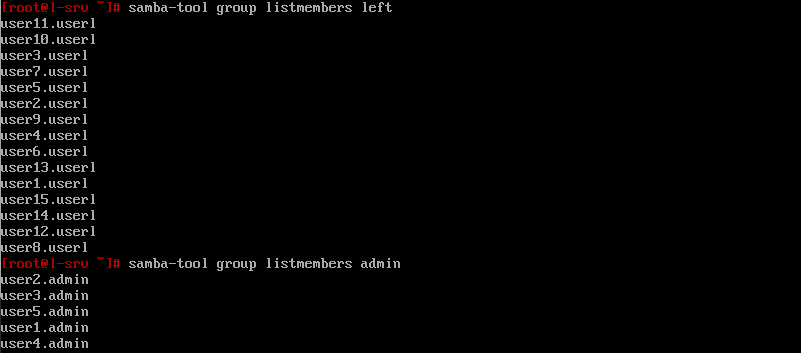 [root@l-srv ~]# samba-tool group listmembers left
user11.userl
user10.userl
user3.userl
user7.userl
user5.userl
user2.userl
user9.userl
user4.userl
user6.userl
user13.userl
user1.userl
user15.userl
user14.userl
user12.userl
user8.userl
[root@l-srv ~]# samba-tool group listmembers admin
user2.admin
user3.admin
user5.admin
user1.admin
user4.admin